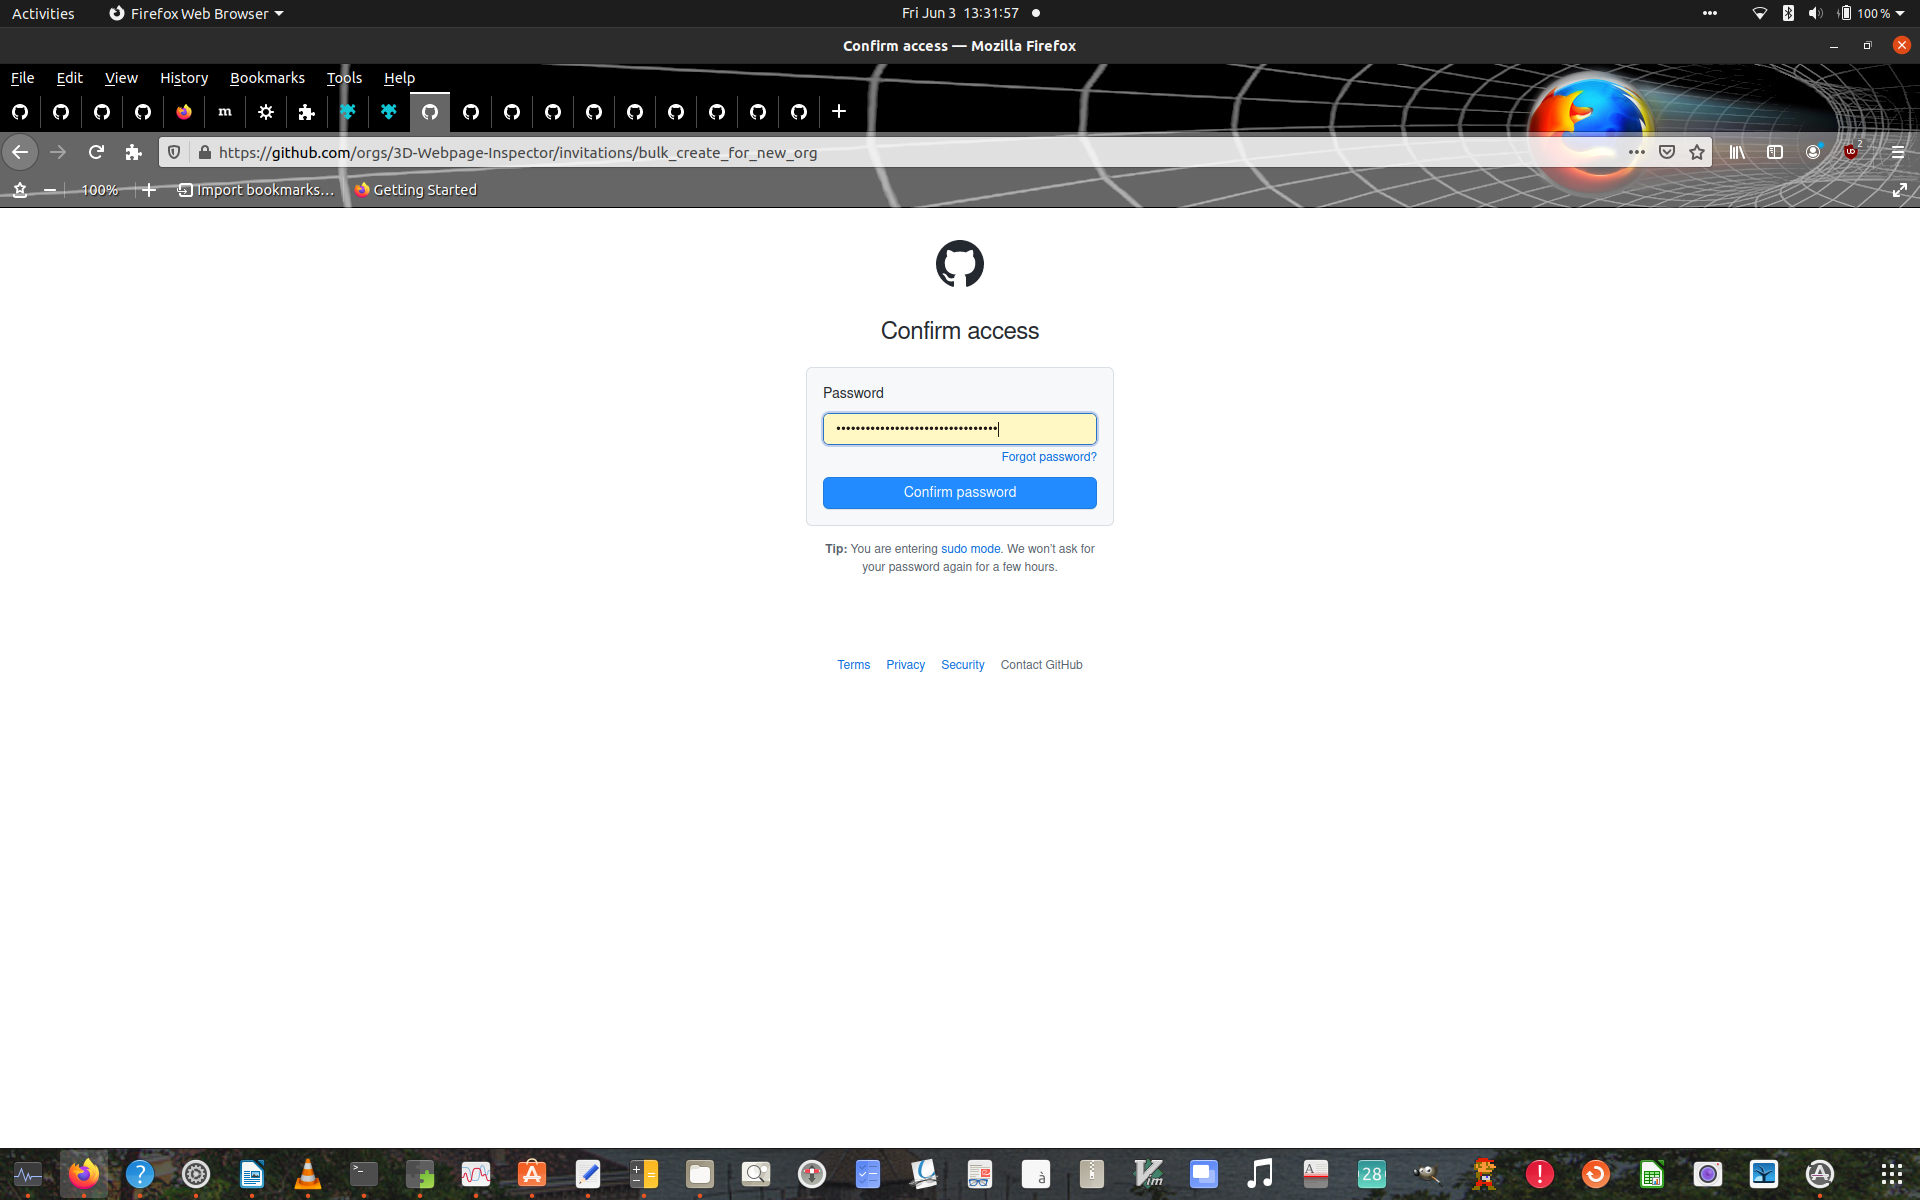 Activities Firefox Web Browser Fri Jun 3 13:31:57 100 %
Confirm access — Mozilla Firefox
File Edit View History Bookmarks Tools Help
m
https://github.com/orgs/3D-Webpage-Inspector/invitations/bulk_create_for_new_org 2
100% Import bookmarks... Getting Started
Confirm access
Password
Forgot password?
Confirm password
Tip: You are entering sudo mode. We won't ask for
your password again for a few hours.
Terms Privacy Security Contact GitHub
28